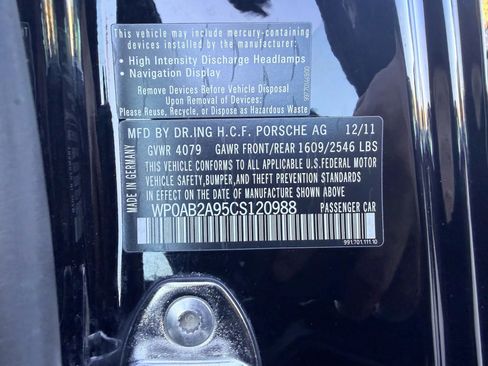 This vehicle may include mercury-containing
devices installed by the manufacturer:
• High Intensity Discharge Headlamps
• Navigation Display
Remove Devices Before Vehicle Disposal
Upon Removal of Devices
Please Reuse, Recycle, or Dispose as Hazardous Waste
MADE IN GERMANY
MFD BY DR.ING H.C.F. PORSCHE AG 12/11
GVWR 4079 GAWR FRONT/REAR 1609/2546 LBS
THIS VEHICLE CONFORMS TO ALL APPLICABLE U.S.FEDERAL MOTOR
VEHICLE SAFETY,BUMPER,AND THEFT PREVENTION STANDARDS
IN EFFECT ON THE DATE OF MANUFACTURE SHOWN ABOVE.
WP0AB2A95CS120988 PASSENGER CAR
991.701.111.10